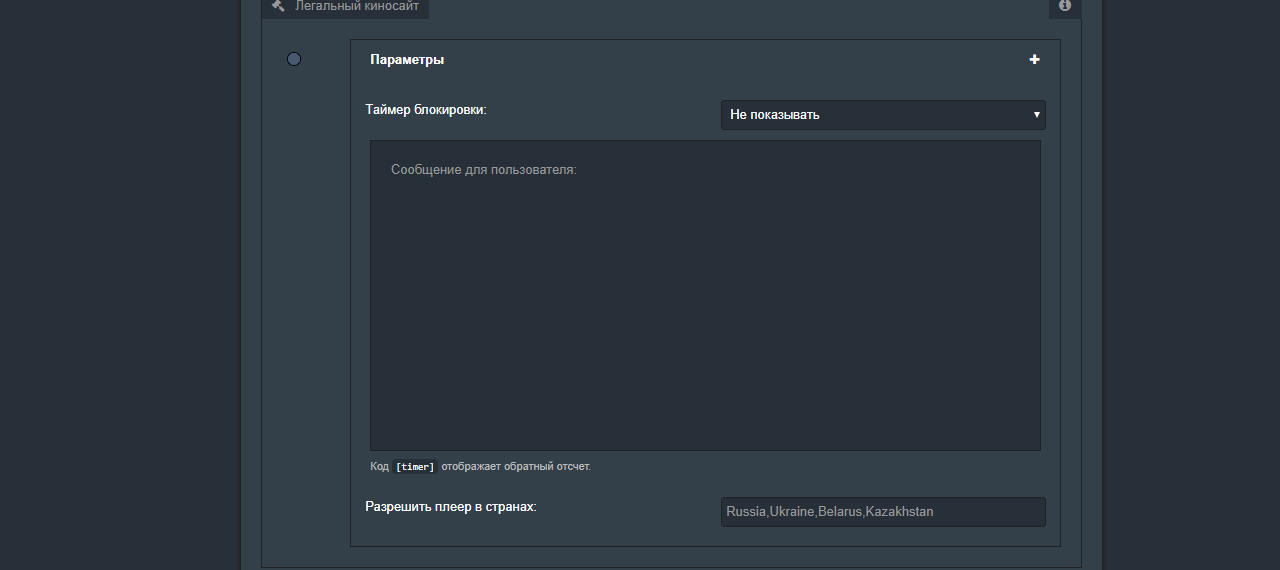 Легальный киносайт
Параметры
Таймер блокировки:
Не показывать
Сообщение для пользователя:
Код [timer] отображает обратный отсчет.
Разрешить плеер в странах:
Russia,Ukraine,Belarus,Kazakhstan